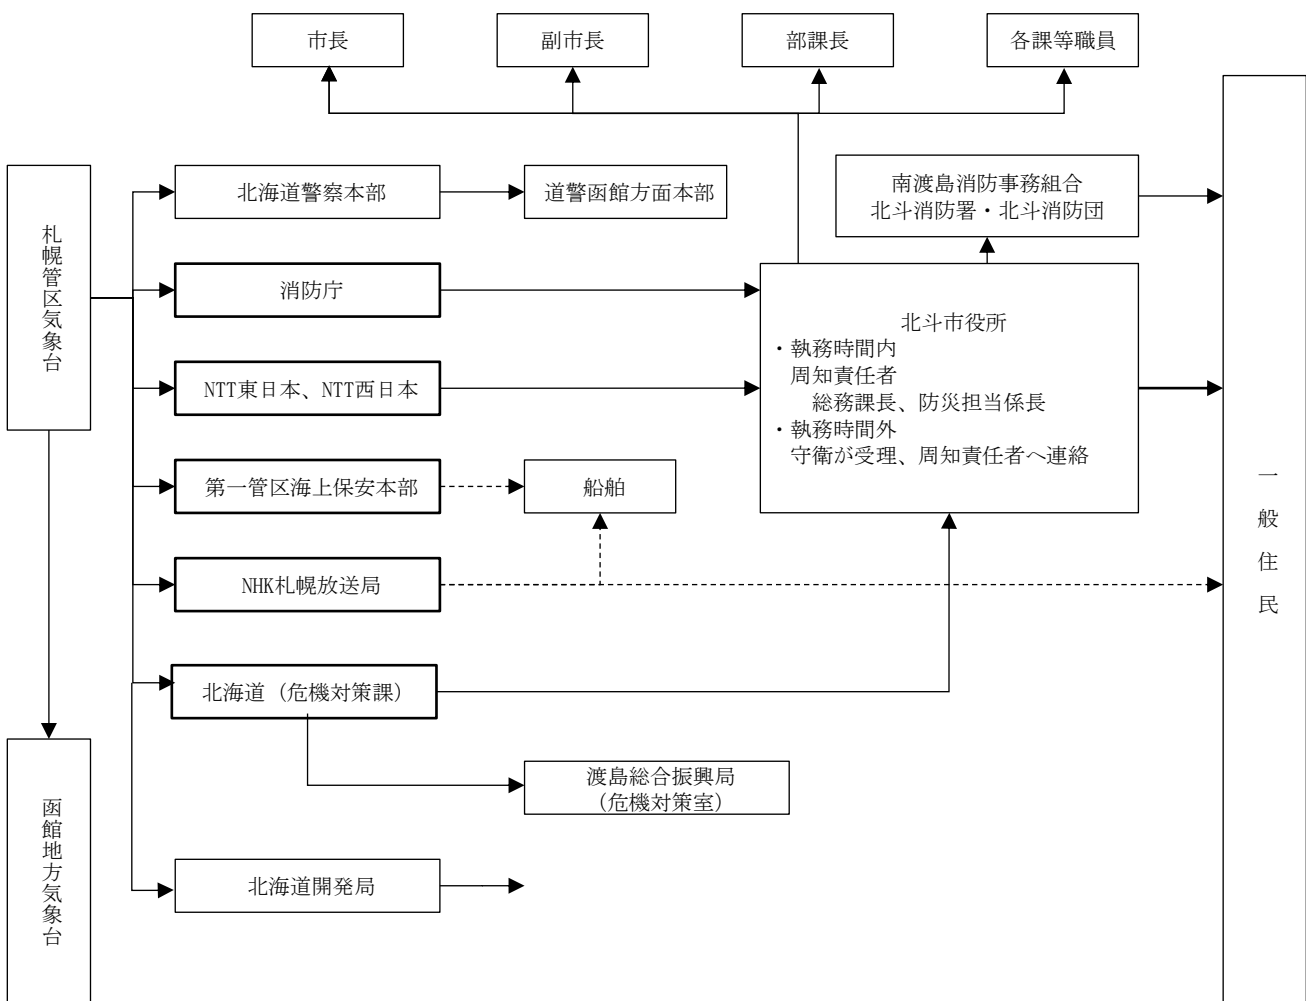 市長
副市長
部課長
各課等職員
札幌管区気象台
北海道警察本部
道警函館方面本部
南渡島消防事務組合
北斗消防署・北斗消防団
消防庁
NTT東日本、NTT西日本
北斗市役所
・執務時間内
周知責任者
総務課長、防災担当係長
・執務時間外
守衛が受理、周知責任者へ連絡
第一管区海上保安本部
船舶
NHK札幌放送局
一般住民
北海道（危機対策課）
渡島総合振興局
（危機対策室）
函館地方気象台
北海道開発局